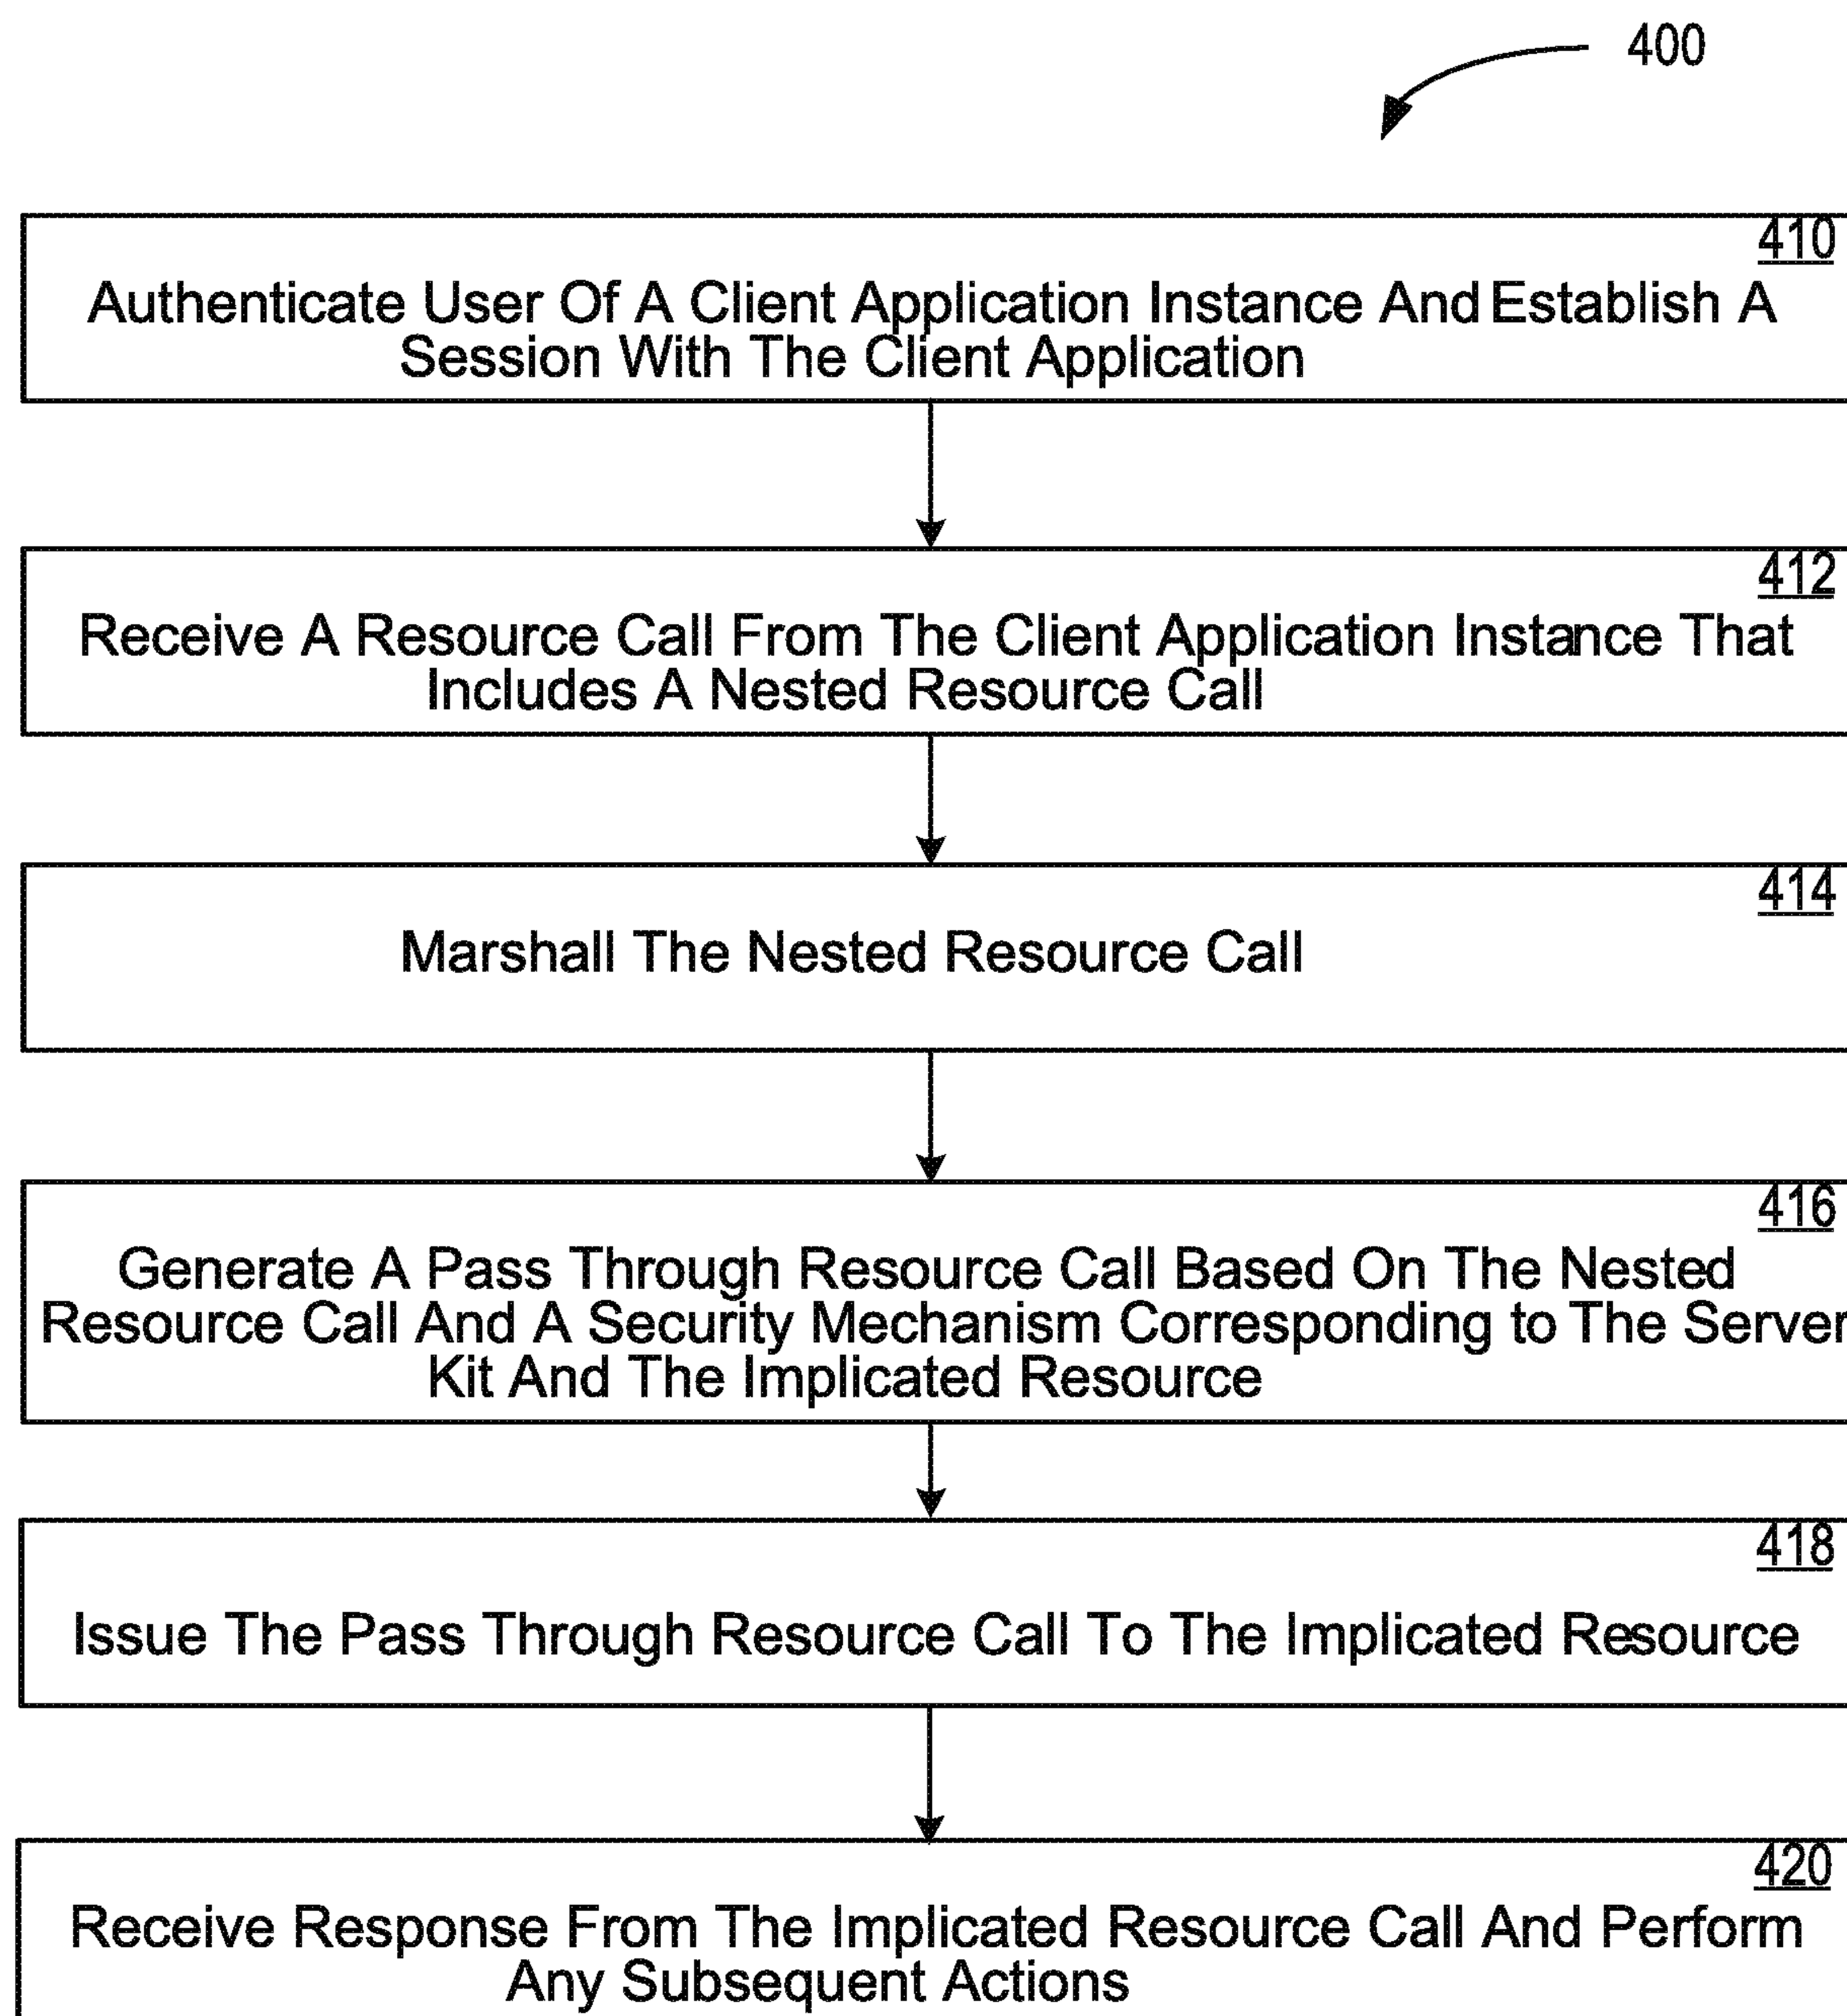 400
410
Authenticate User Of A Client Application Instance And Establish A
Session With The Client Application
412
Receive A Resource Call From The Client Application Instance That
Includes A Nested Resource Call
414
Marshall The Nested Resource Call
416
Generate A Pass Through Resource Call Based On The Nested
Resource Call And A Security Mechanism Corresponding to The Server
Kit And The Implicated Resource
418
Issue The Pass Through Resource Call To The Implicated Resource
420
Receive Response From The Implicated Resource Call And Perform
Any Subsequent Actions